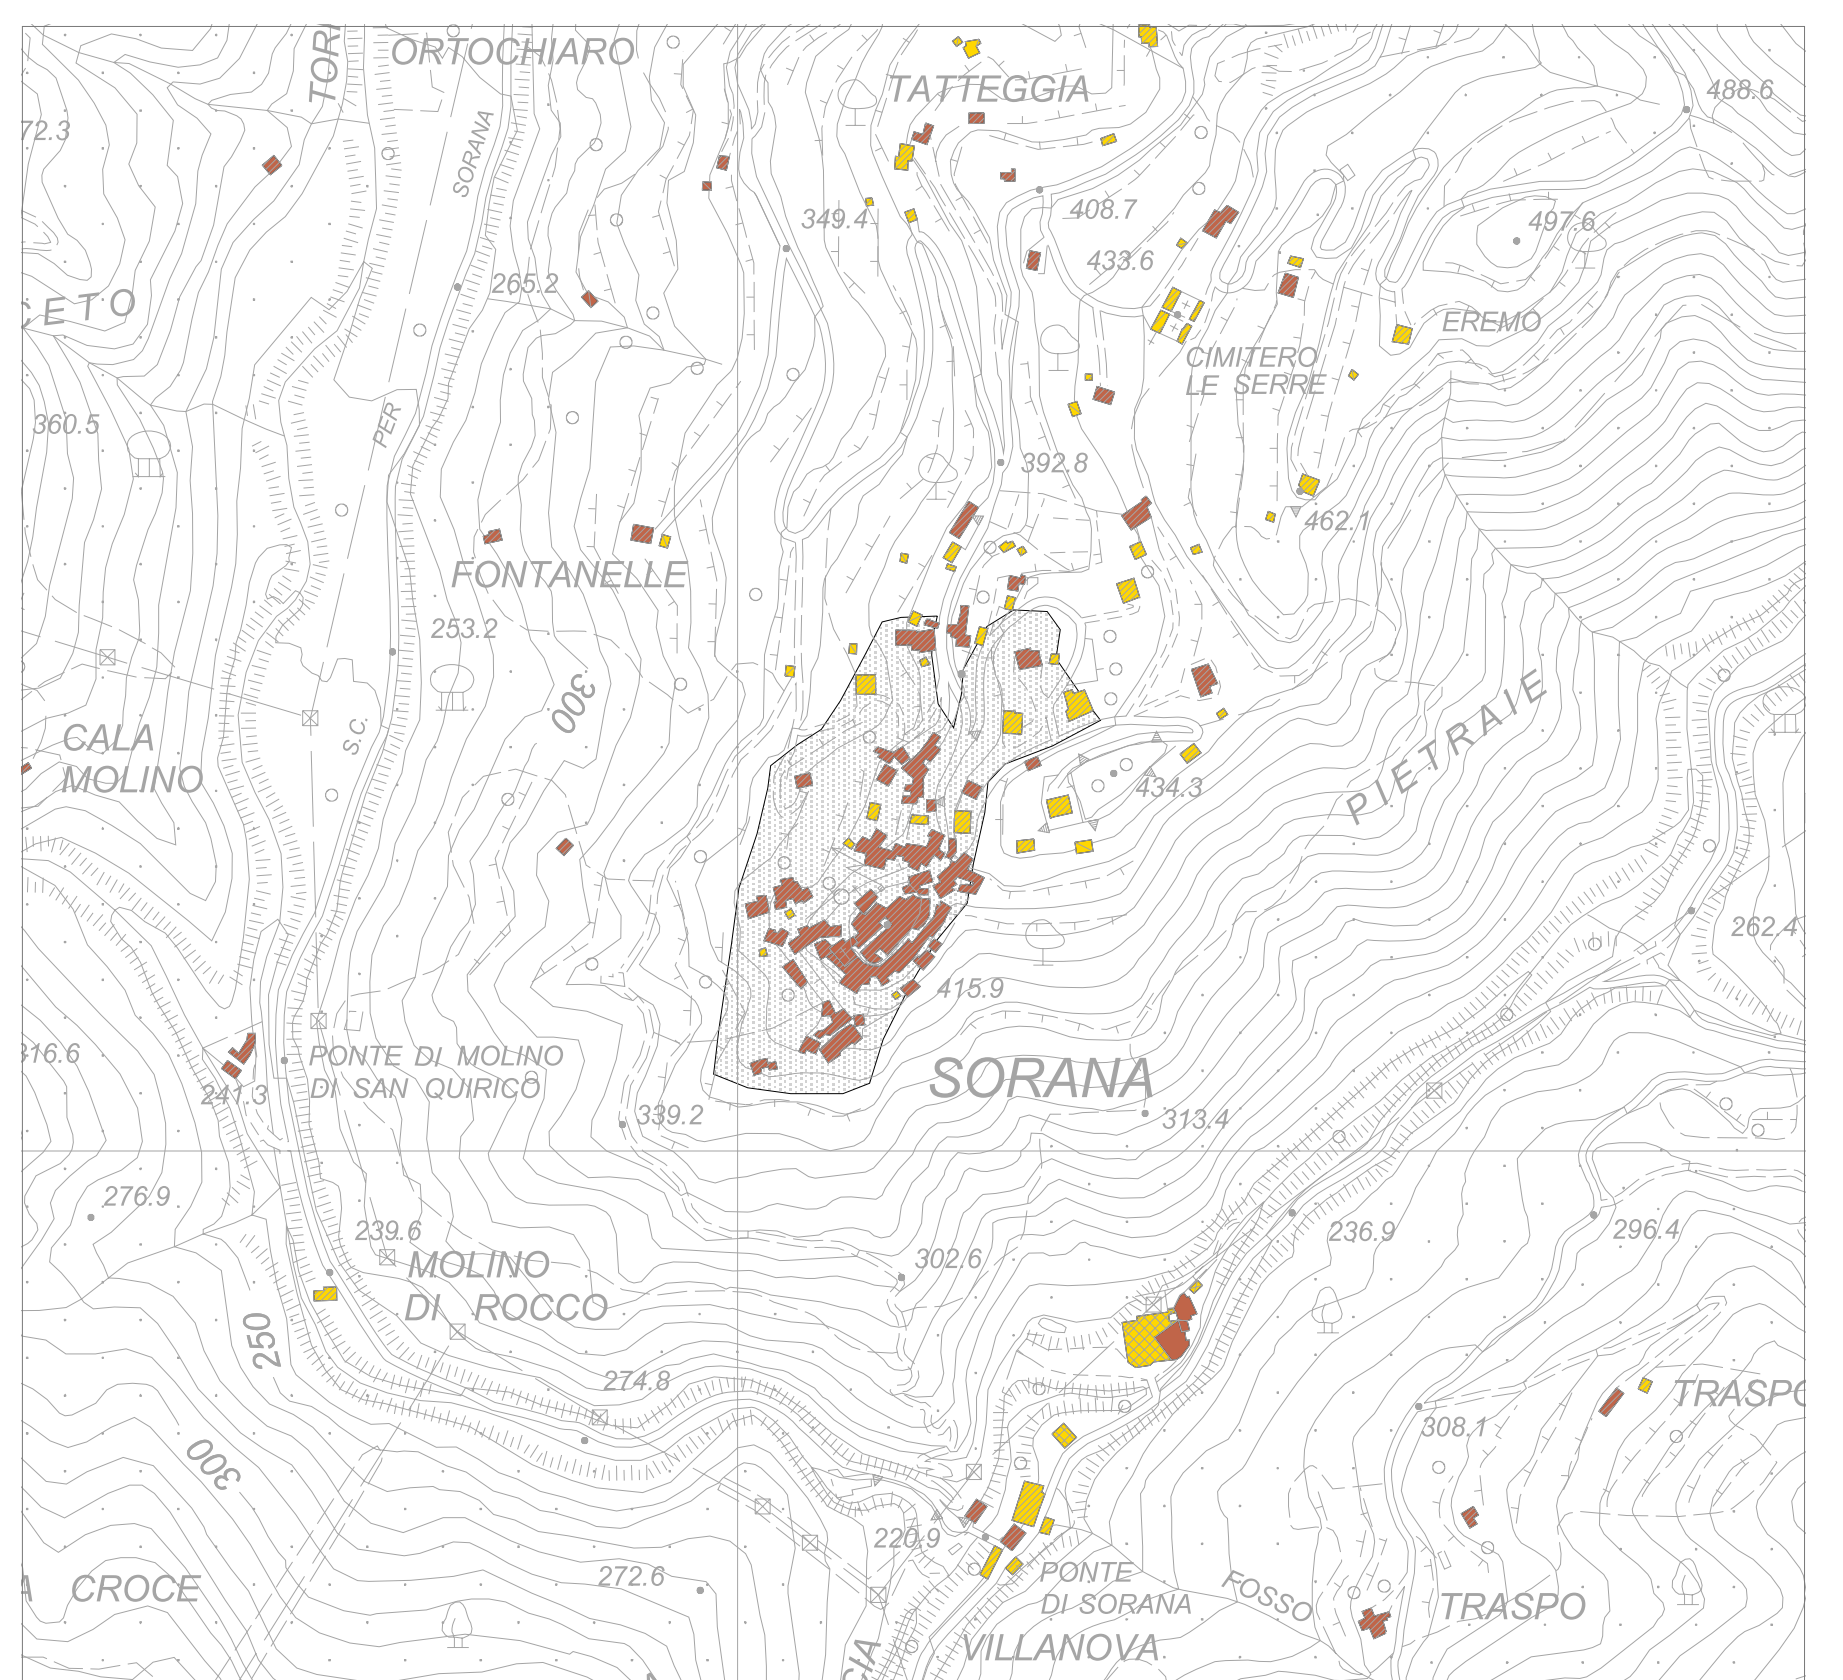 TORR
ORTOCHIARO
TATTEGGIA
488.6
72.3
SORANA
349.4
408.7
497.6
433.6
265.2
CETO
EREMO
CIMITERO
LE SERRE
360.5
PER
392.8
462.1
FONTANELLE
253.2
300
S.C.
CALA
MOLINO
PIETRAIE
434.3
262.4
415.9
316.6
PONTE DI MOLINO
DI SAN QUIRICO
241.3
SORANA
339.2
313.4
276.9
239.6
236.9
296.4
302.6
MOLINO
DI ROCCO
250
274.8
TRASPO
308.1
300
220.9
272.6
A CROCE
PONTE
DI SORANA
FOSSO
TRASPO
VILLANOVA
CIA